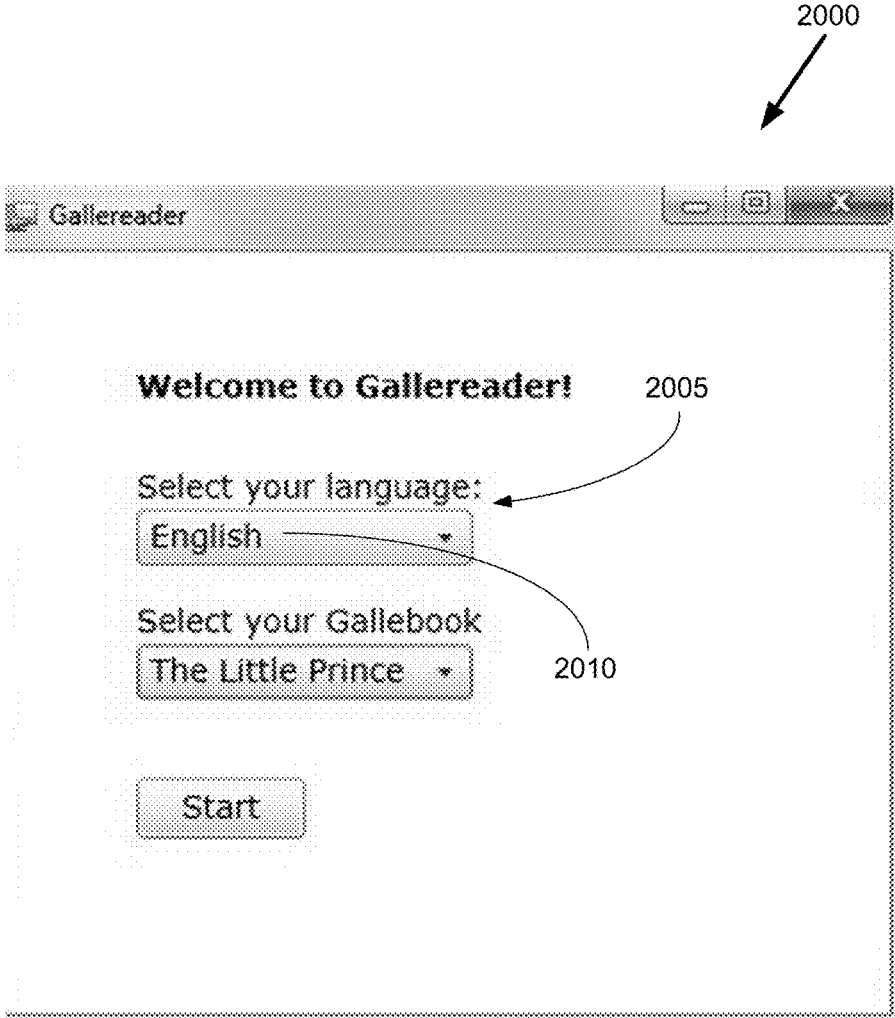 2000
Gallereader
Welcome to Gallereader!
2005
Select your language:
English
Select your Gallebook
The Little Prince
2010
Start